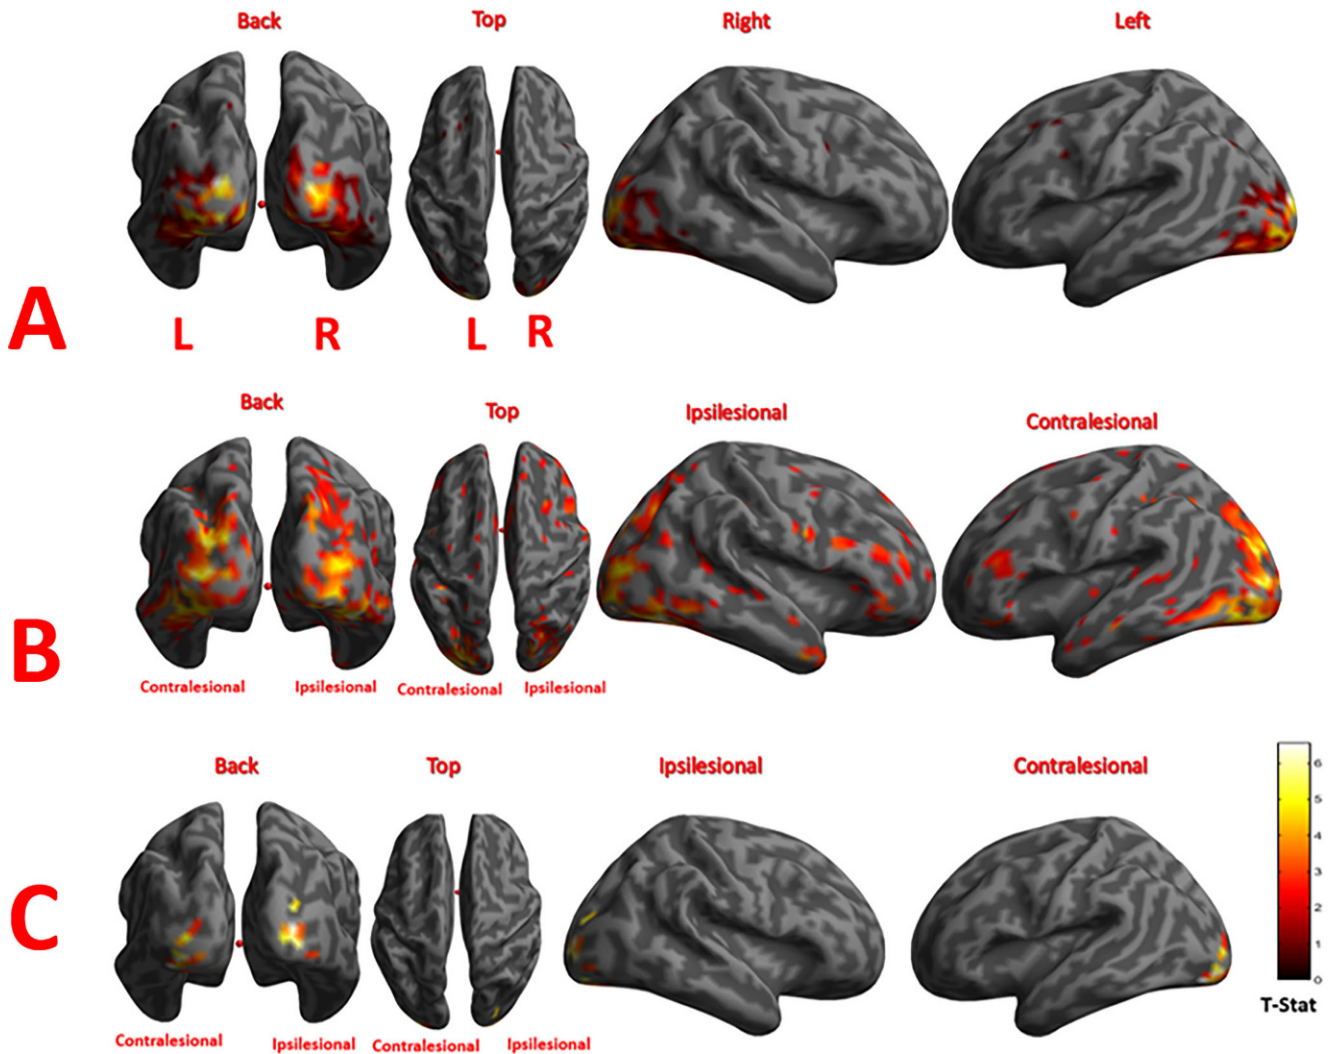 Back Top Right Left
A
L R L R
Back Top Ipsilesional Contralesional
B
Contralesional Ipsilesional Contralesional Ipsilesional
Back Top Ipsilesional Contralesional
6
5
4
3
2
1
0
C
T-Stat
Contralesional Ipsilesional Contralesional Ipsilesional